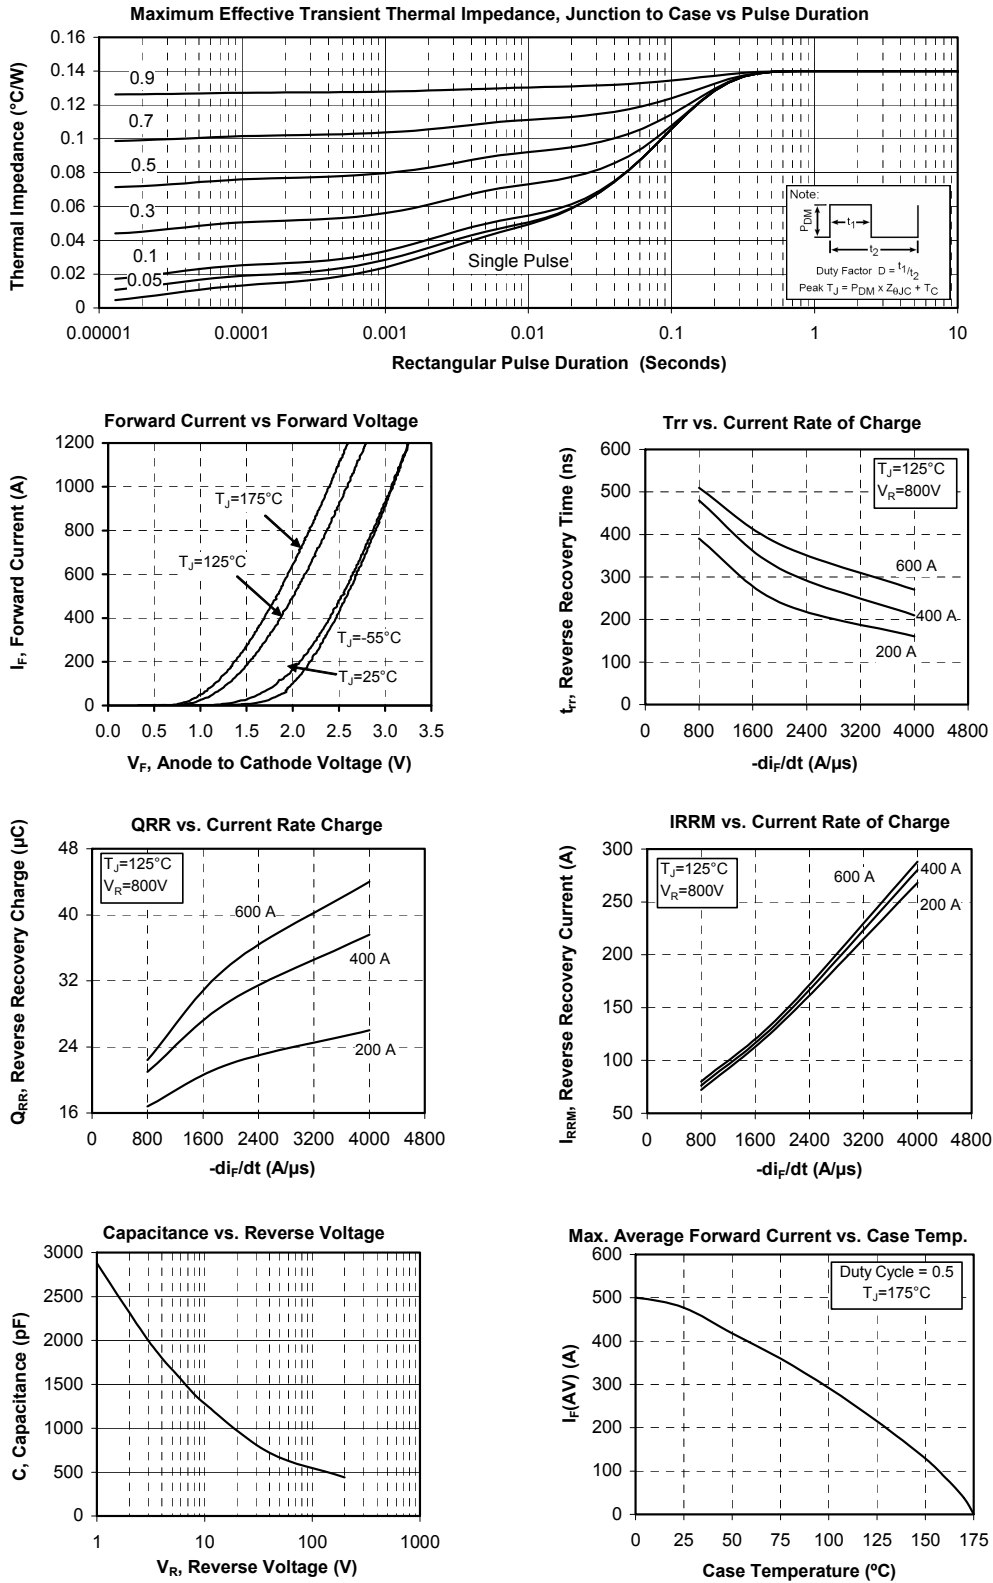 Maximum Effective Transient Thermal Impedance, Junction to Case vs Pulse Duration
Thermal Impedance (°C/W)
0.16
0.14
0.12
0.1
0.08
0.06
0.04
0.02
0
0.9
0.7
0.5
0.3
0.1
0.05
Single Pulse
Note:
PDM
t1
t2
Duty Factor D = t1/t2
Peak TJ = PDM x ZθJC + TC
0.00001 0.0001 0.001 0.01 0.1 1 10
Rectangular Pulse Duration (Seconds)
Forward Current vs Forward Voltage
IF, Forward Current (A)
1200
1000
800
600
400
200
0
TJ=175°C
TJ=125°C
TJ=-55°C
TJ=25°C
0.0 0.5 1.0 1.5 2.0 2.5 3.0 3.5
VF, Anode to Cathode Voltage (V)
Trr vs. Current Rate of Charge
trr, Reverse Recovery Time (ns)
600
500
400
300
200
100
0
TJ=125°C
VR=800V
600 A
400 A
200 A
0 800 1600 2400 3200 4000 4800
-diF/dt (A/µs)
QRR vs. Current Rate Charge
QRR, Reverse Recovery Charge (µC)
48
40
32
24
16
TJ=125°C
VR=800V
600 A
400 A
200 A
0 800 1600 2400 3200 4000 4800
-diF/dt (A/µs)
IRRM vs. Current Rate of Charge
IRRM, Reverse Recovery Current (A)
300
250
200
150
100
50
TJ=125°C
VR=800V
600 A
400 A
200 A
0 800 1600 2400 3200 4000 4800
-diF/dt (A/µs)
Capacitance vs. Reverse Voltage
C, Capacitance (pF)
3000
2500
2000
1500
1000
500
0
1 10 100 1000
VR, Reverse Voltage (V)
Max. Average Forward Current vs. Case Temp.
IF(AV) (A)
600
500
400
300
200
100
0
Duty Cycle = 0.5
TJ=175°C
0 25 50 75 100 125 150 175
Case Temperature (ºC)